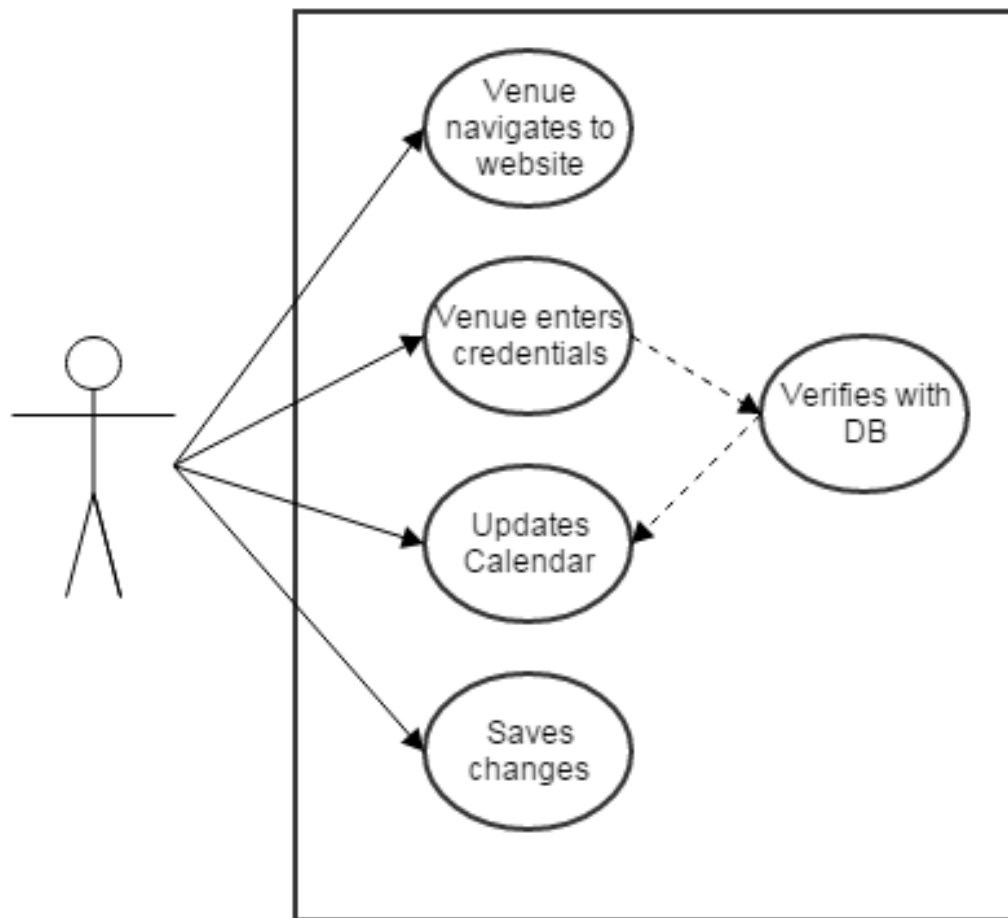 Venue
navigates to
website
Venue enters
credentials
Verifies with
DB
Updates
Calendar
Saves
changes